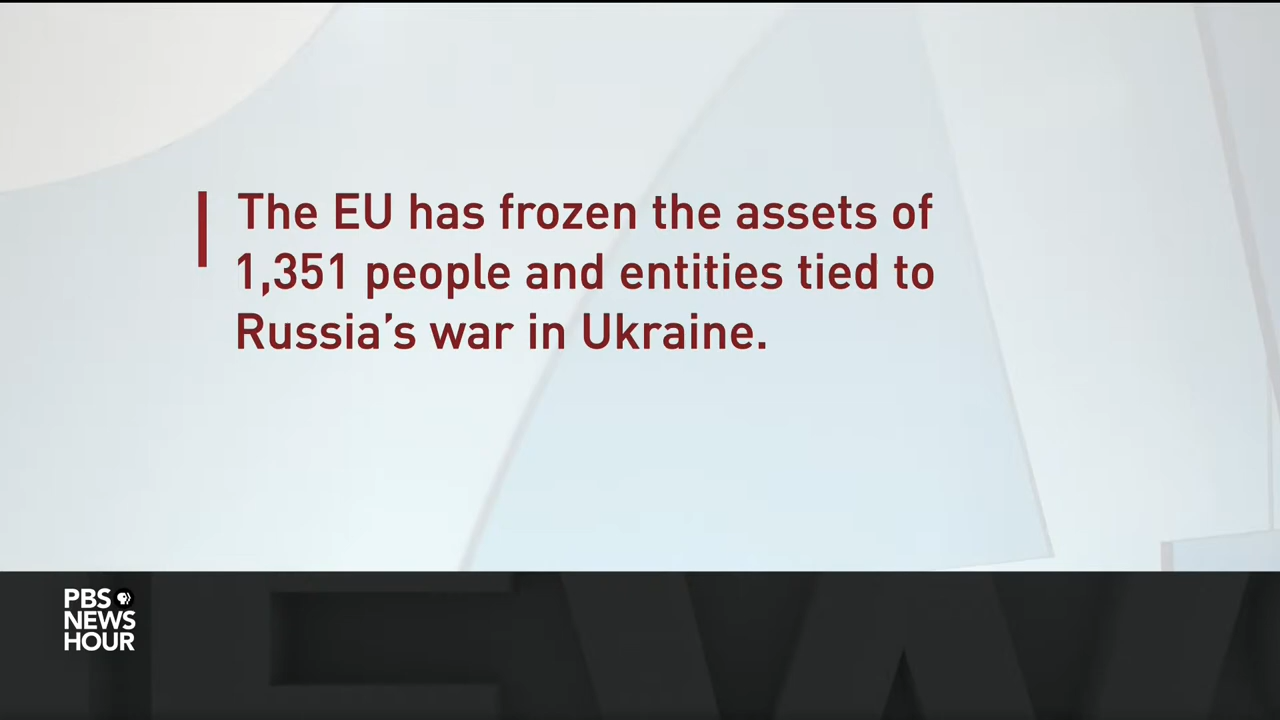 The EU has frozen the assets of
1,351 people and entities tied to
Russia’s war in Ukraine.
PBS
NEWS
HOUR